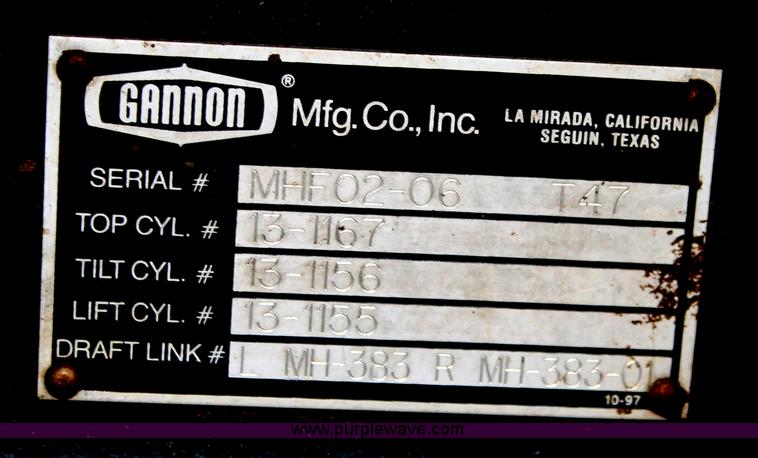 GANNON ® Mfg. Co., Inc. LA MIRADA, CALIFORNIA
SEGUIN, TEXAS
SERIAL # MHF02-06 T47
TOP CYL. # 13-1167
TILT CYL. # 13-1156
LIFT CYL. # 13-1155
DRAFT LINK # L MH-383 R MH-383-01
10-97
www.purplewave.com